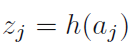 z_j = h(a_j)